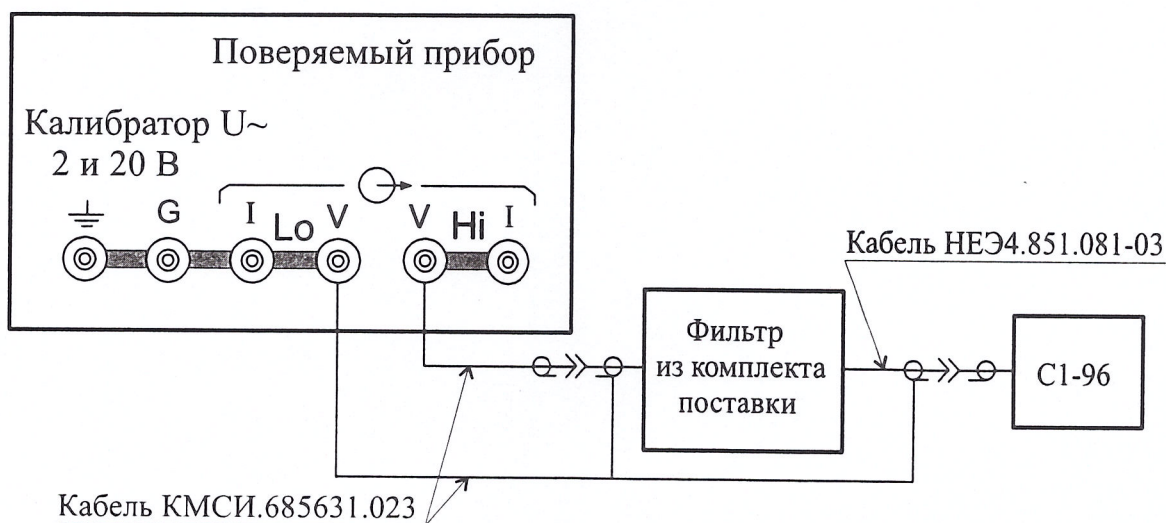 Поверяемый прибор
Калибратор U~
2 и 20 В
G I Lo V V Hi I
Кабель НЕЭ4.851.081-03
Фильтр
из комплекта
поставки
С1-96
Кабель КМСИ.685631.023